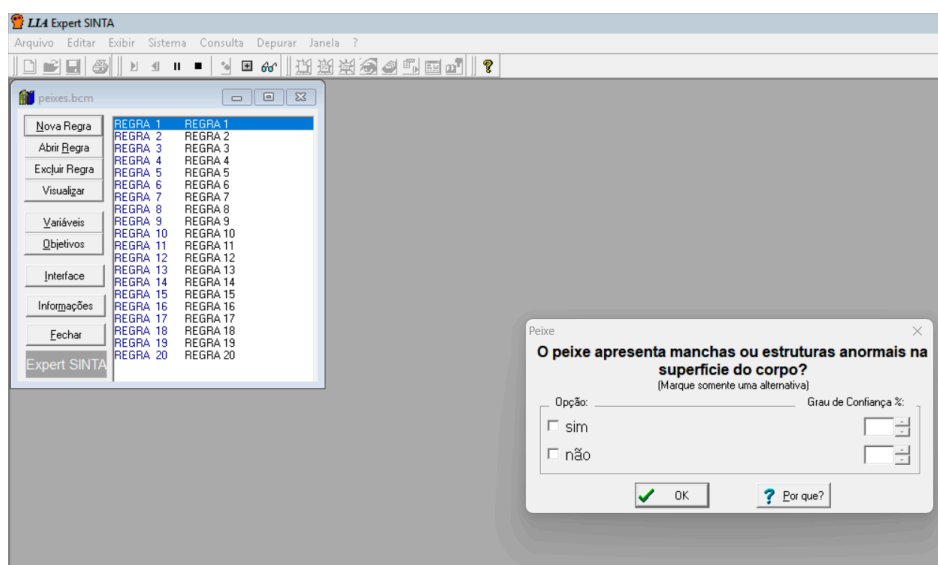 LIA Expert SINTA
Arquivo Editar Exibir Sistema Consulta Depurar Janela ?
peixes.bcm
Nova Regra
Abrir Regra
Excluir Regra
Visualizar
Variáveis
Objetivos
Interface
Informações
Fechar
Expert SINTA
REGRA 1 REGRA 1
REGRA 2 REGRA 2
REGRA 3 REGRA 3
REGRA 4 REGRA 4
REGRA 5 REGRA 5
REGRA 6 REGRA 6
REGRA 7 REGRA 7
REGRA 8 REGRA 8
REGRA 9 REGRA 9
REGRA 10 REGRA 10
REGRA 11 REGRA 11
REGRA 12 REGRA 12
REGRA 13 REGRA 13
REGRA 14 REGRA 14
REGRA 15 REGRA 15
REGRA 16 REGRA 16
REGRA 17 REGRA 17
REGRA 18 REGRA 18
REGRA 19 REGRA 19
REGRA 20 REGRA 20
Peixe
O peixe apresenta manchas ou estruturas anormais na
superficie do corpo?
(Marque somente uma alternativa)
Opção: Grau de Confiança %:
sim
não
OK ? Por que?